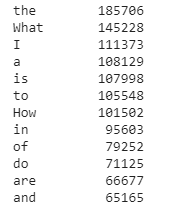 the 185706
What 145228
I 111373
a 108129
is 107998
to 105548
How 101502
in 95603
of 79252
do 71125
are 66677
and 65165